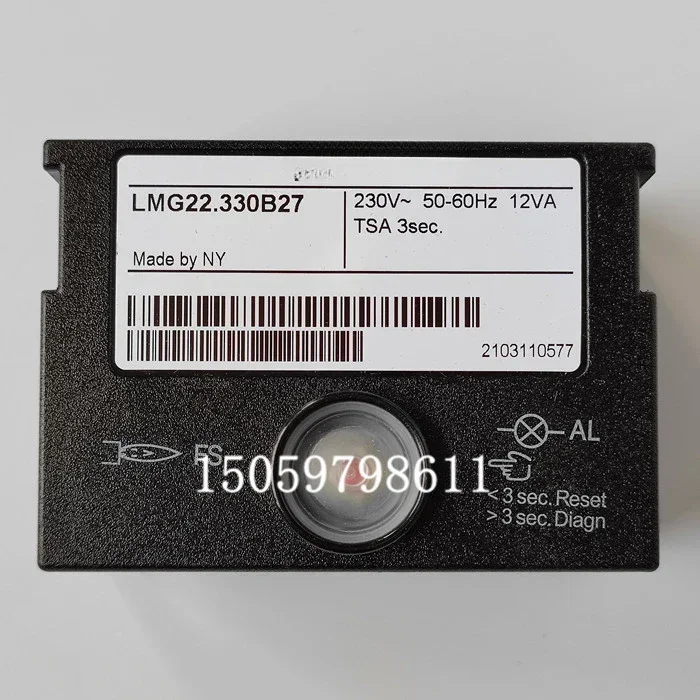 LMG22.330B27
230V~ 50-60Hz 12VA
TSA 3sec.
Made by NY
2103110577
FS
AL
15059798611
< 3 sec. Reset
> 3 sec. Diagn